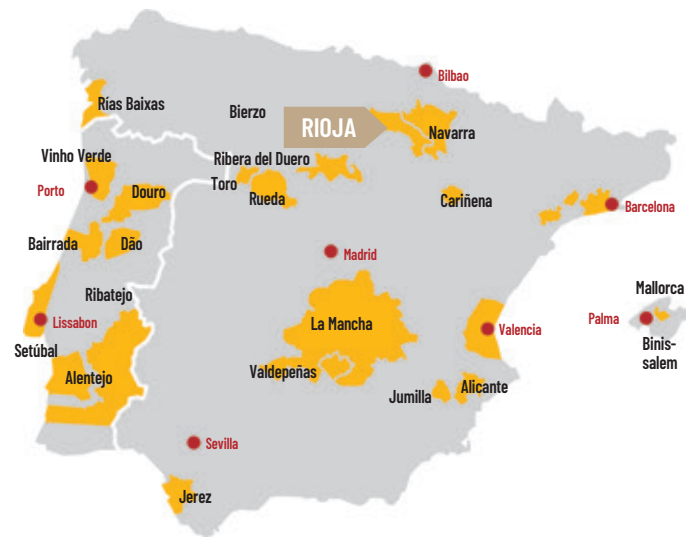 Bilbao
Rías Baixas
Bierzo
RIOJA
Navarra
Vinho Verde
Ribera del Duero
Porto
Douro
Toro
Rueda
Cariñena
Barcelona
Bairrada
Dão
Madrid
Ribatejo
Mallorca
Lissabon
La Mancha
Valencia
Palma
Binis-
salem
Setúbal
Alentejo
Valdepeñas
Jumilla
Alicante
Sevilla
Jerez